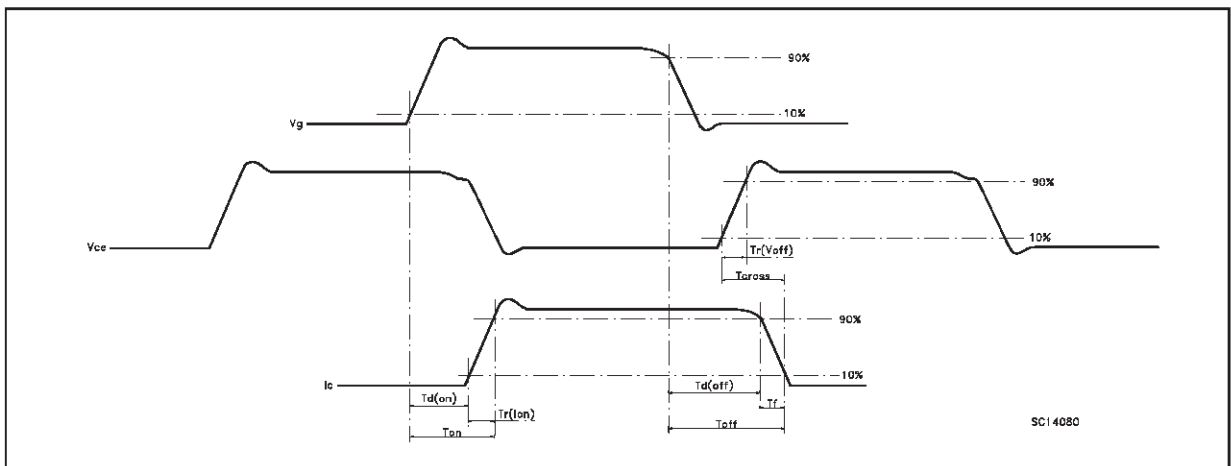 90%
10%
Vg
90%
Vce
10%
Tr(Voff)
Tcross
90%
10%
Ic
Td(on)
Td(off)
Tr(Ion)
Tf
Ton
Toff
SC14080